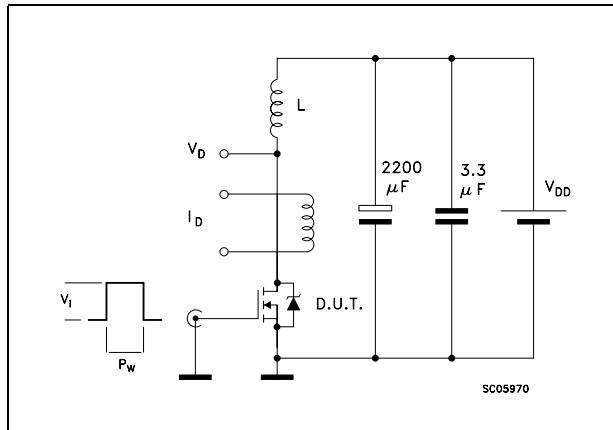 L
V_D
2200
μF
3.3
μF
V_DD
I_D
V_I
D.U.T.
P_W
SC05970